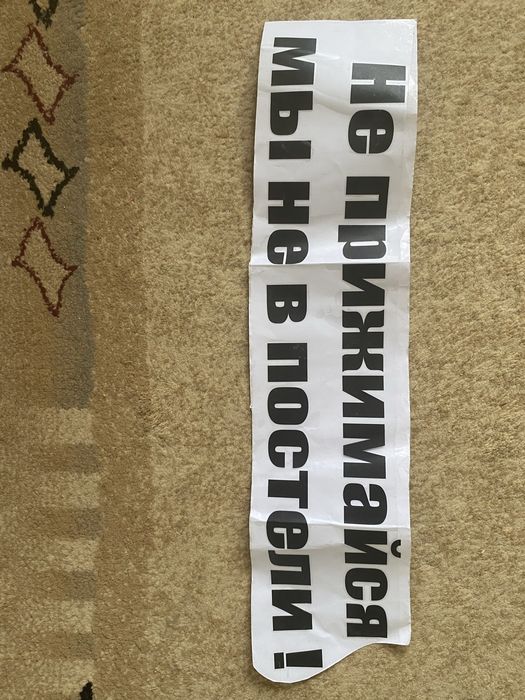 не прижимайся
мы не в постели!